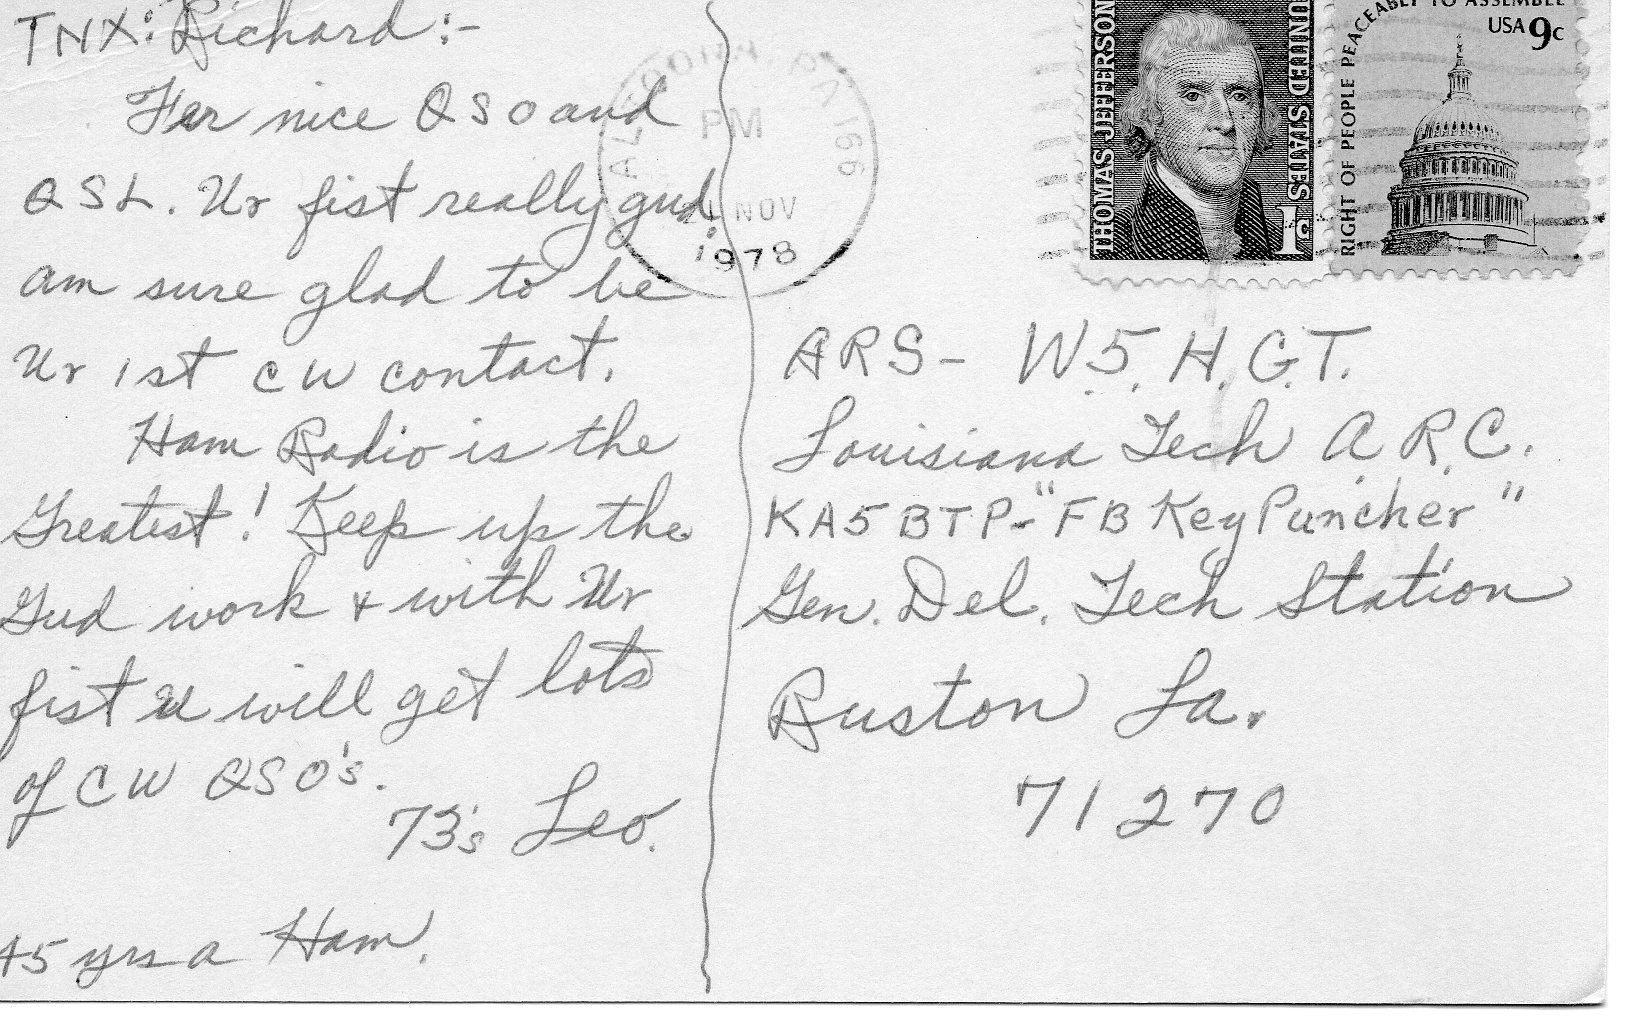 TNX: Richard:-
For nice QSO and
QSL. Ur fist really gud,
am sure glad to be
Ur 1st CW contact.
Ham Radio is the
Greatest! Keep up the
Gud work & with Ur
fist U will get lots
of CW QSO's.
73's Leo.
45 yrs a Ham.
PA 166
PM
NOV
1978
THOMAS JEFFERSON
UNITED STATES
1c
RIGHT OF PEOPLE PEACEABLY TO ASSEMBLE
USA 9c
ARS- W5.H.G.T.
Louisiana Tech A.R.C.
KA5BTP-"FB Key Puncher"
Gen. Del. Tech Station
Ruston La.
71270